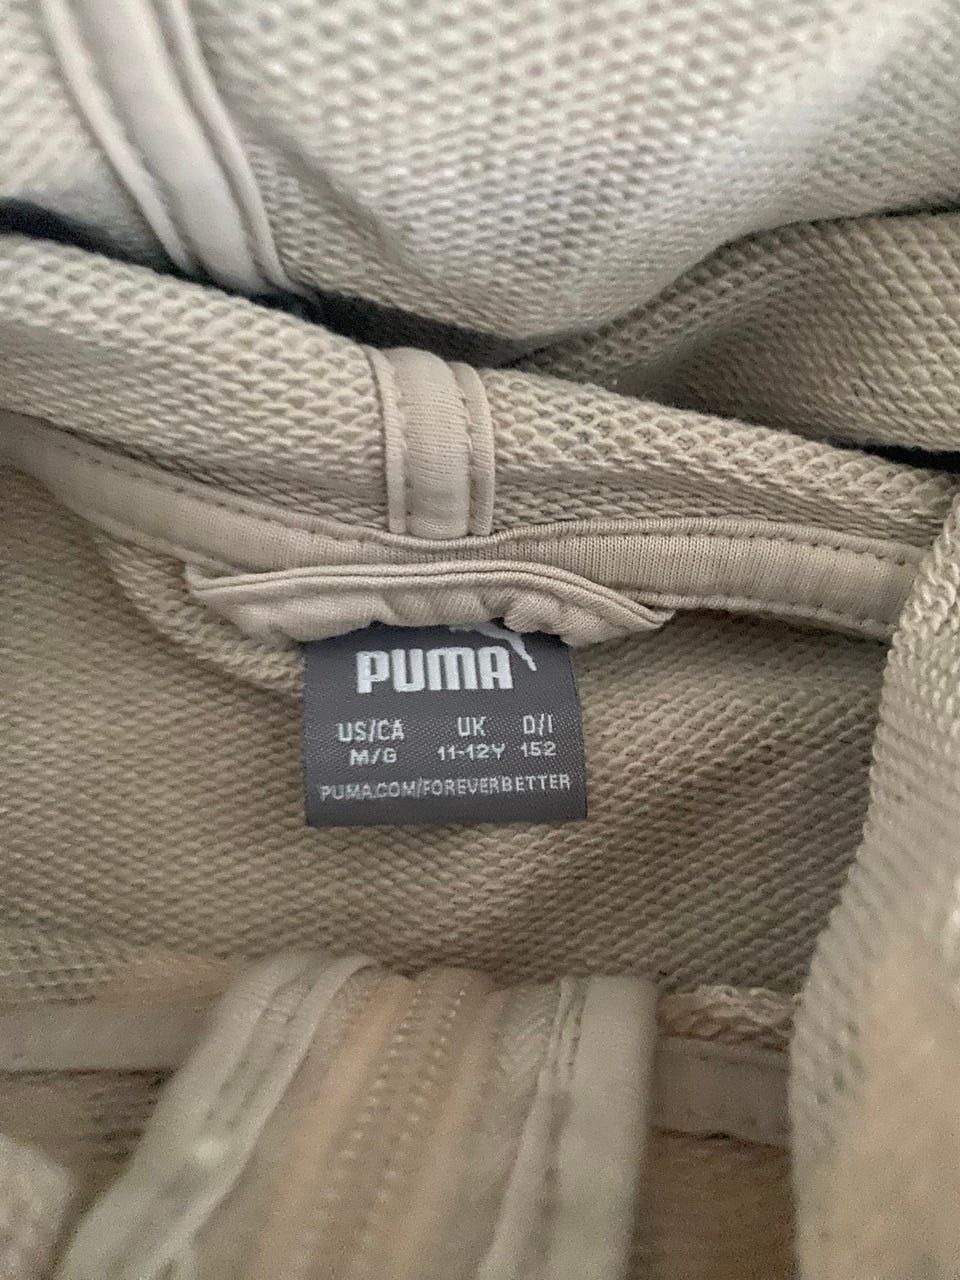 PUMA
US/CA UK D/I
M/G 11-12Y 152
PUMA.COM/FOREVERBETTER